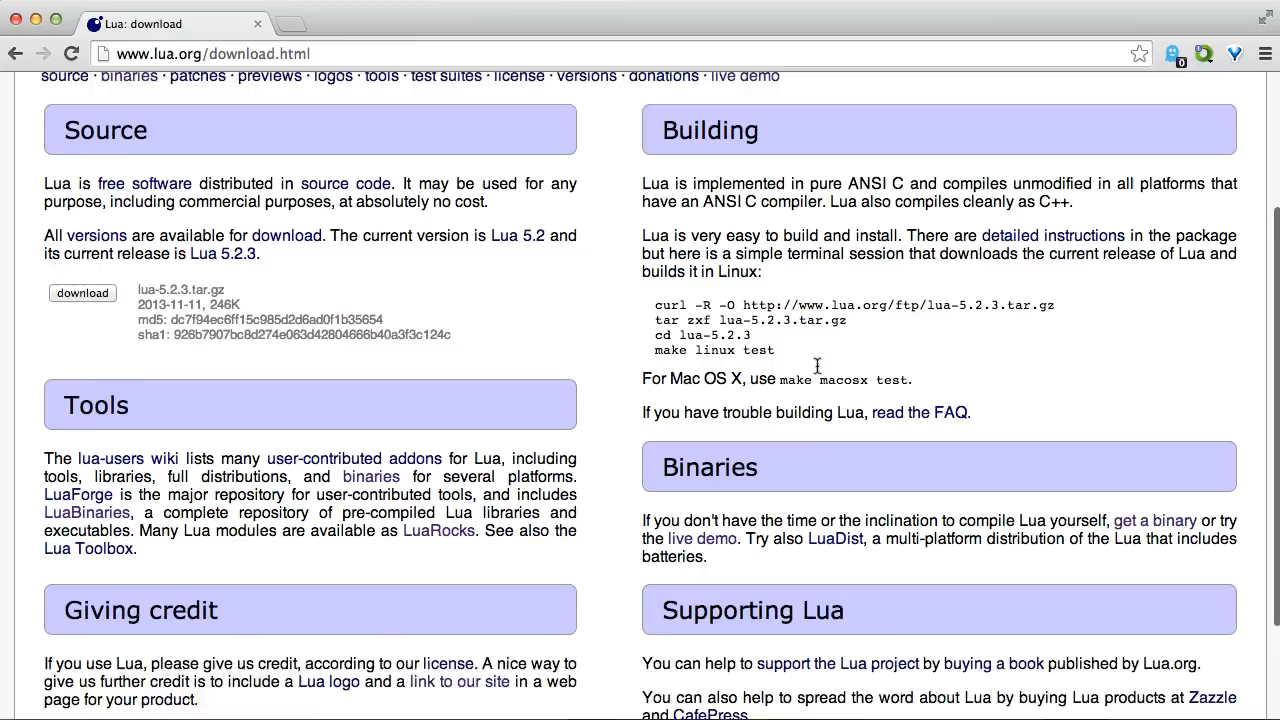 Lua: download
www.lua.org/download.html
0
source · binaries · patches · previews · logos · tools · test suites · license · versions · donations · live demo
Source
Lua is free software distributed in source code. It may be used for any
purpose, including commercial purposes, at absolutely no cost.
All versions are available for download. The current version is Lua 5.2 and
its current release is Lua 5.2.3.
download
lua-5.2.3.tar.gz
2013-11-11, 246K
md5: dc7f94ec6ff15c985d2d6ad0f1b35654
sha1: 926b7907bc8d274e063d42804666b40a3f3c124c
Tools
The lua-users wiki lists many user-contributed addons for Lua, including
tools, libraries, full distributions, and binaries for several platforms.
LuaForge is the major repository for user-contributed tools, and includes
LuaBinaries, a complete repository of pre-compiled Lua libraries and
executables. Many Lua modules are available as LuaRocks. See also the
Lua Toolbox.
Giving credit
If you use Lua, please give us credit, according to our license. A nice way to
give us further credit is to include a Lua logo and a link to our site in a web
page for your product.
Building
Lua is implemented in pure ANSI C and compiles unmodified in all platforms that
have an ANSI C compiler. Lua also compiles cleanly as C++.
Lua is very easy to build and install. There are detailed instructions in the package
but here is a simple terminal session that downloads the current release of Lua and
builds it in Linux:
curl -R -O http://www.lua.org/ftp/lua-5.2.3.tar.gz
tar zxf lua-5.2.3.tar.gz
cd lua-5.2.3
make linux test
For Mac OS X, use make macosx test.
If you have trouble building Lua, read the FAQ.
Binaries
If you don't have the time or the inclination to compile Lua yourself, get a binary or try
the live demo. Try also LuaDist, a multi-platform distribution of the Lua that includes
batteries.
Supporting Lua
You can help to support the Lua project by buying a book published by Lua.org.
You can also help to spread the word about Lua by buying Lua products at Zazzle
and CafePress.